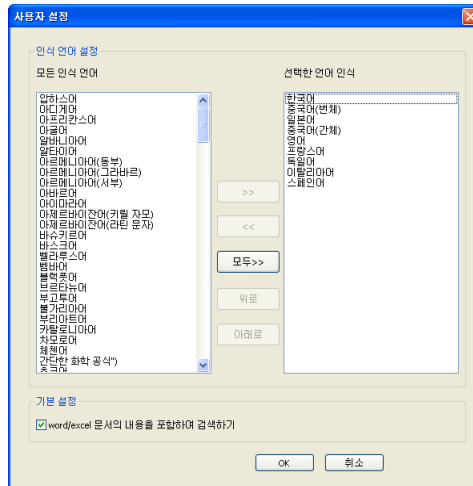 사용자 설정
인식 언어 설정
모든 인식 언어
압하스어
아디게어
아프리칸스어
아굴어
알바니아어
알타이어
아르메니아어(동부)
아르메니아어(그라바르)
아르메니아어(서부)
아바르어
아이마라어
아제르바이잔어(키릴 자모)
아제르바이잔어(라틴 문자)
바슈키르어
바스크어
벨라루스어
벰바어
블랙풋어
브르타뉴어
부고투어
불가리아어
부리아트어
카탈로니아어
차모로어
체첸어
간단한 화학 공식")
추크어
>>
<<
모두>>
위로
아래로
선택한 언어 인식
한국어
중국어(번체)
일본어
중국어(간체)
영어
프랑스어
독일어
이탈리아어
스페인어
기본 설정
word/excel 문서의 내용을 포함하며 검색하기
OK
취소